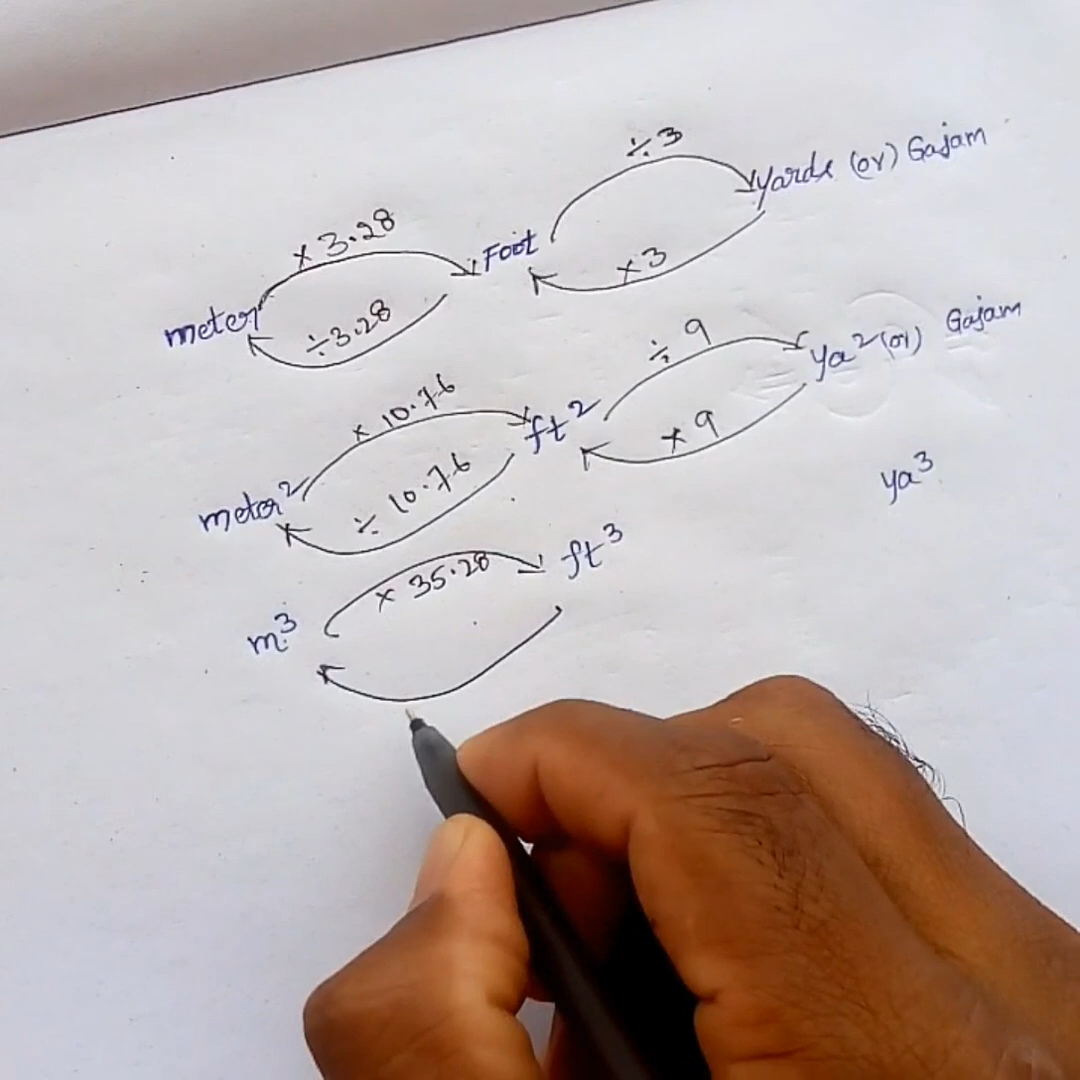 ÷3
× 3.28 Foot yards (or) Gajam
meter ÷3.28 ×3
÷ 9
× 10.76 ft² ya² (or) Gajam
meter² ÷ 10.76 × 9
ya³
× 35.28 ft³
m³